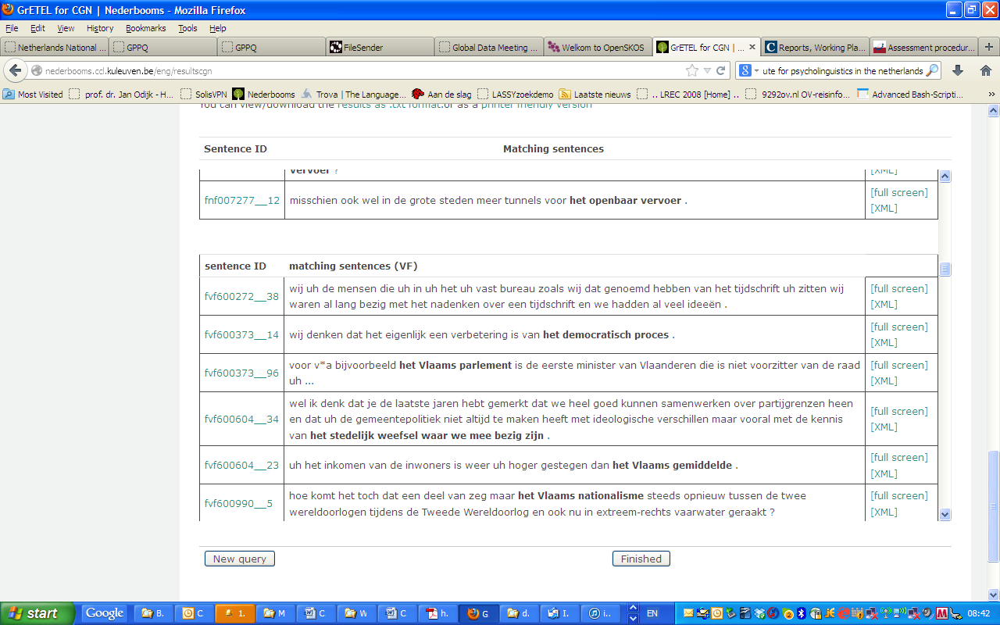 GrETEL for CGN | Nederbooms - Mozilla Firefox
File Edit View History Bookmarks Tools Help
Netherlands National ... GPPQ GPPQ FileSender Global Data Meeting ... Welkom to OpenSKOS GrETEL for CGN | ... Reports, Working Pla... Assessment procedur...
nederbooms.ccl.kuleuven.be/eng/resultscgn ute for psycholinguistics in the netherlands
Most Visited prof. dr. Jan Odijk - H... SolisVPN Nederbooms Trova | The Language... Aan de slag LASSYzoekdemo Laatste nieuws .. LREC 2008 [Home] .. 9292ov.nl OV-reisinfo... Advanced Bash-Scripti... »
You can view/download the results as .txt format.or as a printer friendly version
Sentence ID Matching sentences
vervoer ? [XML]
fnf007277__12 misschien ook wel in de grote steden meer tunnels voor het openbaar vervoer . [full screen]
[XML]
sentence ID matching sentences (VF)
fvf600272__38 wij uh de mensen die uh in uh het uh vast bureau zoals wij dat genoemd hebben van het tijdschrift uh zitten wij [full screen]
waren al lang bezig met het nadenken over een tijdschrift en we hadden al veel ideeën . [XML]
fvf600373__14 wij denken dat het eigenlijk een verbetering is van het democratisch proces . [full screen]
[XML]
fvf600373__96 voor v*a bijvoorbeeld het Vlaams parlement is de eerste minister van Vlaanderen die is niet voorzitter van de raad [full screen]
uh ... [XML]
fvf600604__34 wel ik denk dat je de laatste jaren hebt gemerkt dat we heel goed kunnen samenwerken over partijgrenzen heen [full screen]
en dat uh de gemeentepolitiek niet altijd te maken heeft met ideologische verschillen maar vooral met de kennis [XML]
van het stedelijk weefsel waar we mee bezig zijn .
fvf600604__23 uh het inkomen van de inwoners is weer uh hoger gestegen dan het Vlaams gemiddelde . [full screen]
[XML]
fvf600990__5 hoe komt het toch dat een deel van zeg maar het Vlaams nationalisme steeds opnieuw tussen de twee [full screen]
wereldoorlogen tijdens de Tweede Wereldoorlog en ook nu in extreem-rechts vaarwater geraakt ? [XML]
New query Finished
start Google B. C 1. M C W C h. G d. I. i.. EN 08:42